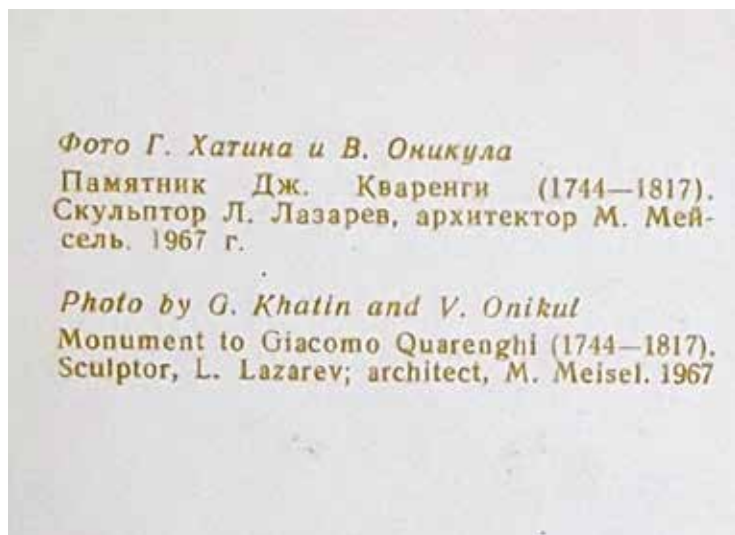 Фото Г. Хатина и В. Оникула
Памятник Дж. Кваренги (1744—1817).
Скульптор Л. Лазарев, архитектор М. Мей-
сель. 1967 г.
Photo by G. Khatin and V. Onikul
Monument to Giacomo Quarenghi (1744—1817).
Sculptor, L. Lazarev; architect, M. Meisel. 1967